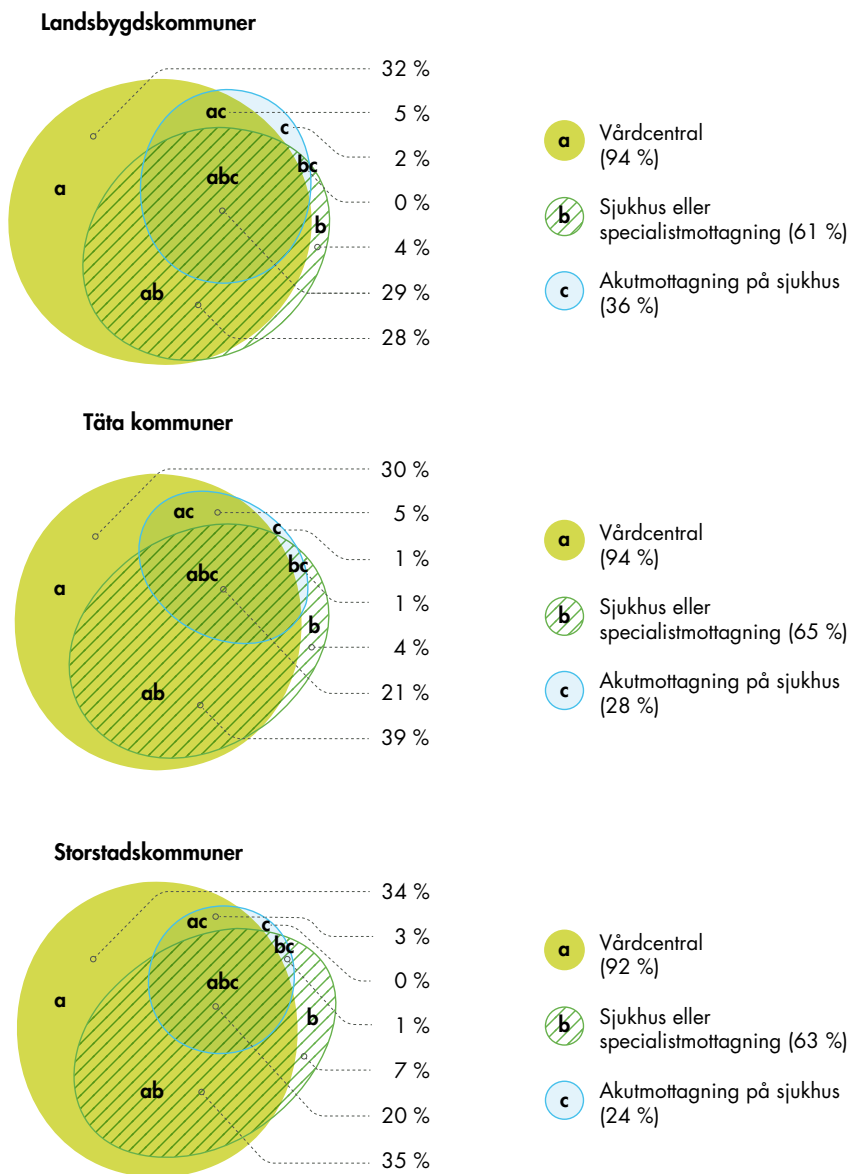 Landsbygdskommuner
32 %
ac
5 %
c
2 %
bc
abc
a
0 %
b
4 %
ab
29 %
28 %
a Vårdcentral
(94 %)
b Sjukhus eller
specialistmottagning (61 %)
c Akutmottagning på sjukhus
(36 %)
Täta kommuner
30 %
ac
5 %
c
1 %
bc
abc
a
1 %
b
4 %
ab
21 %
39 %
a Vårdcentral
(94 %)
b Sjukhus eller
specialistmottagning (65 %)
c Akutmottagning på sjukhus
(28 %)
Storstadskommuner
34 %
ac
c
3 %
bc
0 %
abc
a
b
1 %
7 %
ab
20 %
35 %
a Vårdcentral
(92 %)
b Sjukhus eller
specialistmottagning (63 %)
c Akutmottagning på sjukhus
(24 %)